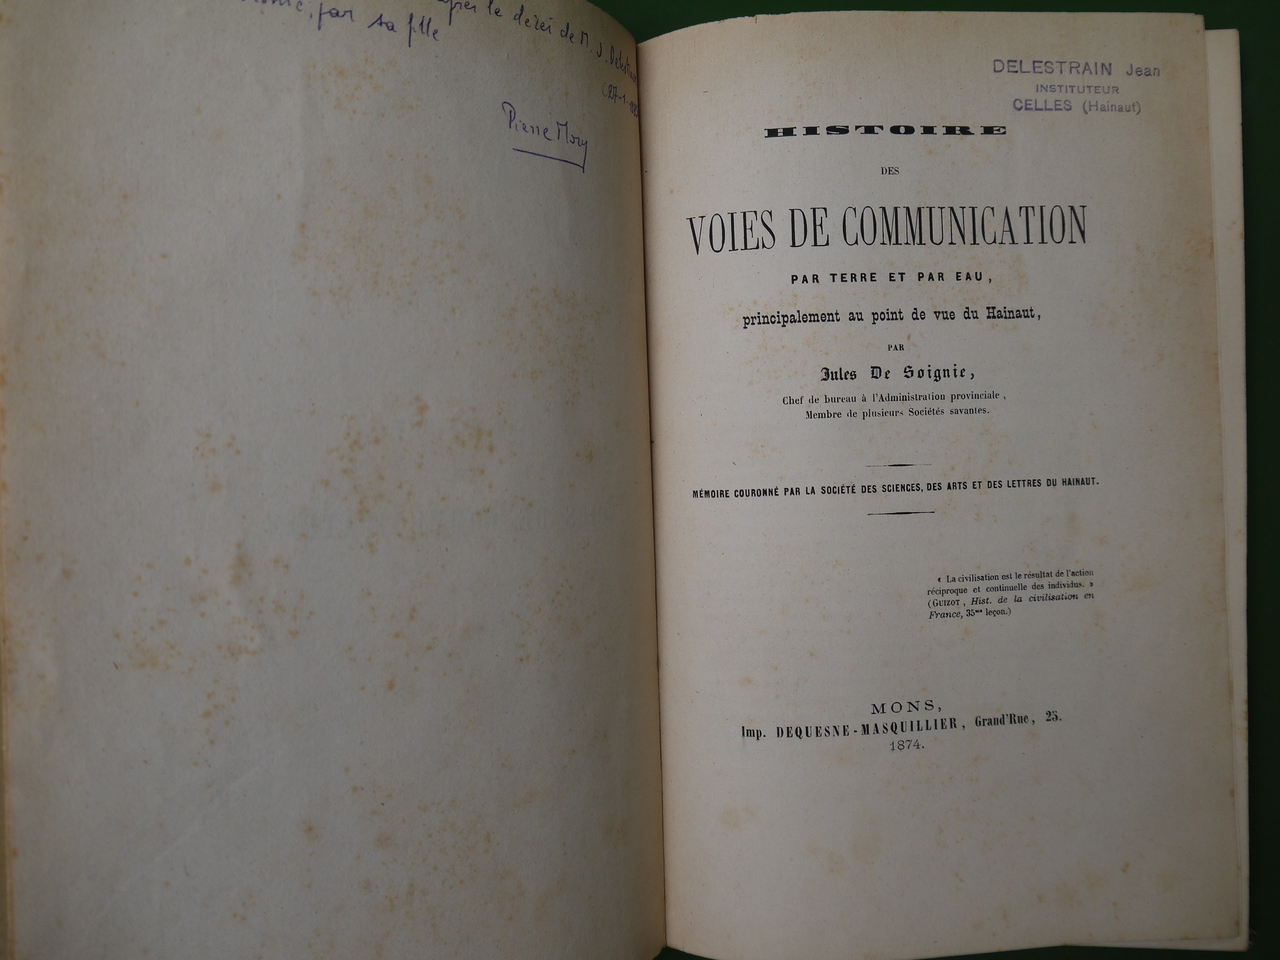 après le décès de M. J. Delestrain
par sa fille
Pierre Mory
DELESTRAIN Jean
INSTITUTEUR
CELLES (Hainaut)
HISTOIRE
DES
VOIES DE COMMUNICATION
PAR TERRE ET PAR EAU,
principalement au point de vue du Hainaut,
PAR
Jules De Soignie,
Chef de bureau à l'Administration provinciale,
Membre de plusieurs Sociétés savantes.
MÉMOIRE COURONNÉ PAR LA SOCIÉTÉ DES SCIENCES, DES ARTS ET DES LETTRES DU HAINAUT.
« La civilisation est le résultat de l'action
réciproque et continuelle des individus. »
(GUIZOT, Hist. de la civilisation en
France, 35me leçon.)
MONS,
Imp. DEQUESNE-MASQUILLIER, Grand'Rue, 25.
1874.